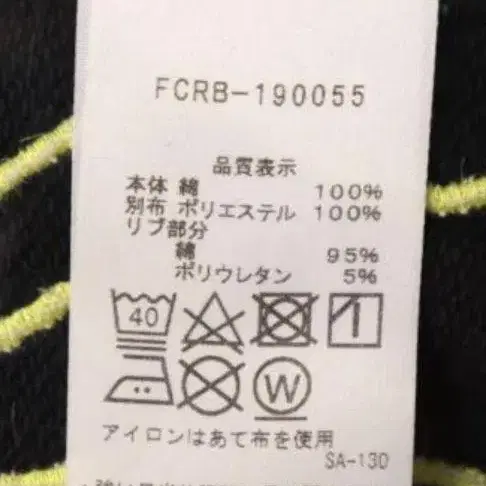 FCRB-190055
品質表示
本体 綿 100%
別布 ポリエステル 100%
リブ部分
綿 95%
ポリウレタン 5%
40
W
アイロンはあて布を使用
SA-130